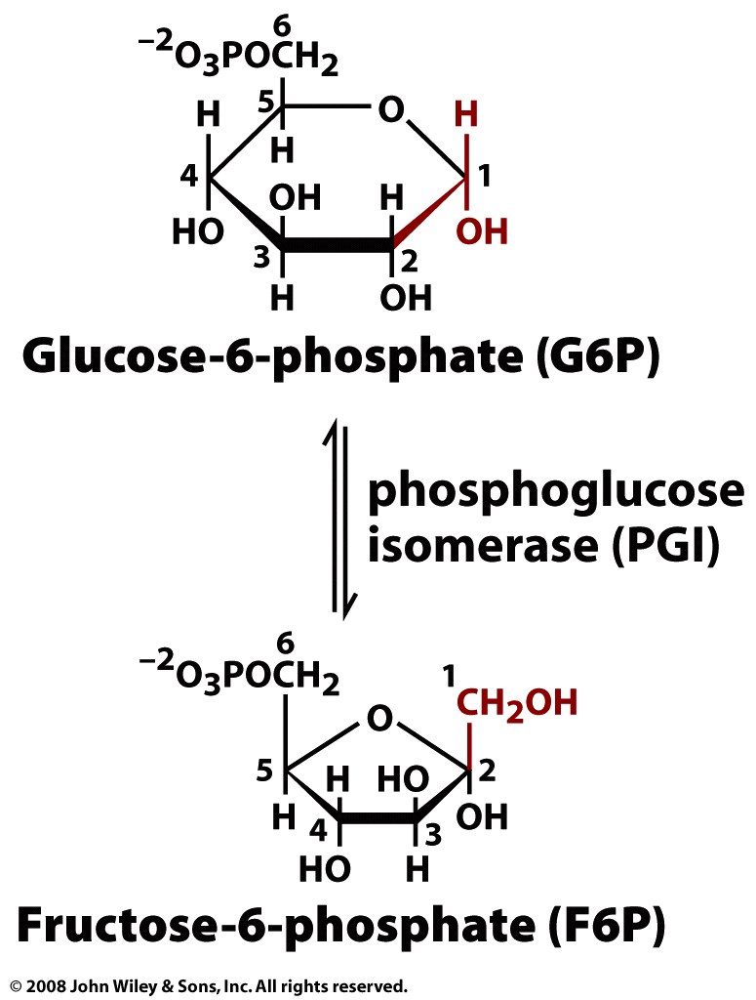 6
–2O3POCH2
H 5 O H
H
4 OH H 1
HO 3 2 OH
H OH
Glucose-6-phosphate (G6P)
phosphoglucose
isomerase (PGI)
6
–2O3POCH2 1
CH2OH
O
5 H HO 2
H 4 3 OH
HO H
Fructose-6-phosphate (F6P)
© 2008 John Wiley & Sons, Inc. All rights reserved.